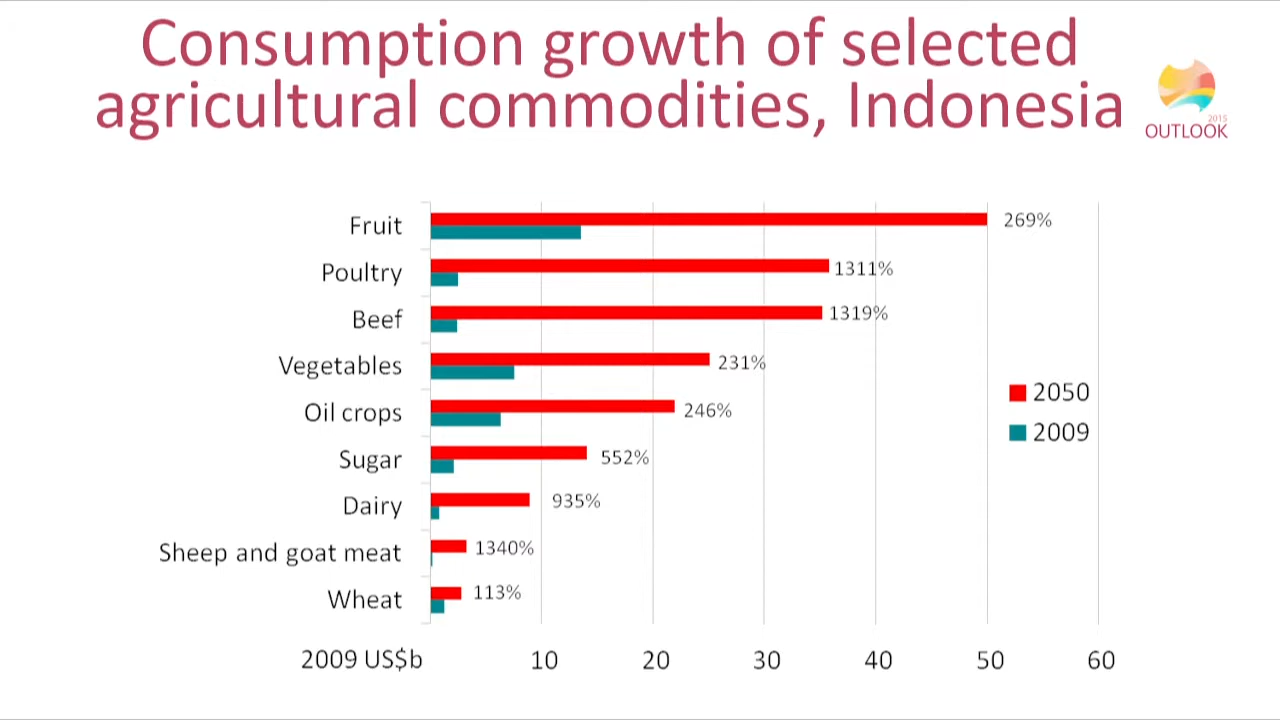 Consumption growth of selected
agricultural commodities, Indonesia
2015
OUTLOOK
Fruit 269%
Poultry 1311%
Beef 1319%
Vegetables 231%
Oil crops 246%
Sugar 552%
Dairy 935%
Sheep and goat meat 1340%
Wheat 113%
2050
2009
2009 US$b 10 20 30 40 50 60